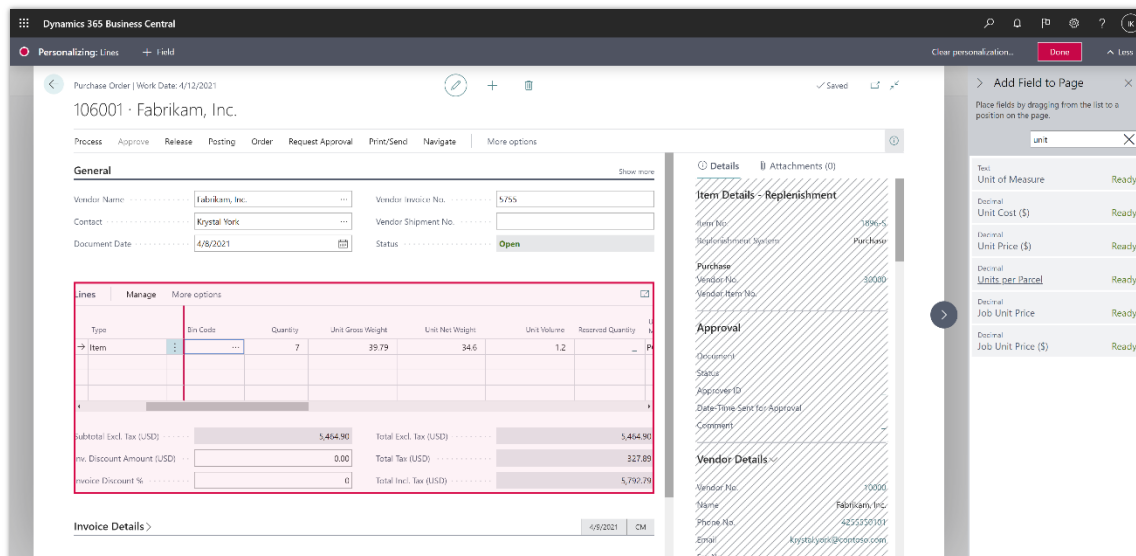 Dynamics 365 Business Central
IK
Personalizing: Lines + Field Clear personalization... Done Less
Purchase Order | Work Date: 4/12/2021 Saved
106001 · Fabrikam, Inc.
Process Approve Release Posting Order Request Approval Print/Send Navigate More options
General Show more
Vendor Name Fabrikam, Inc. ... Vendor Invoice No. 5755
Contact Krystal York ... Vendor Shipment No.
Document Date 4/8/2021 Status Open
Lines Manage More options
Type Bin Code Quantity Unit Gross Weight Unit Net Weight Unit Volume Reserved Quantity
Item ... 7 39.79 34.6 1.2 _
Subtotal Excl. Tax (USD) 5,464.90 Total Excl. Tax (USD) 5,464.90
Inv. Discount Amount (USD) 0.00 Total Tax (USD) 327.89
Invoice Discount % 0 Total Incl. Tax (USD) 5,792.79
Invoice Details 4/9/2021 CM
Details Attachments (0)
Item Details - Replenishment
Item No. 1896-S
Replenishment System Purchase
Purchase
Vendor No. 30000
Vendor Item No.
Approval
Document
Status
Approver ID
Date-Time Sent for Approval
Comment _
Vendor Details
Vendor No. 10000
Name Fabrikam, Inc.
Phone No. 4255550101
Email krystal.york@contoso.com
Add Field to Page
Place fields by dragging from the list to a
position on the page.
unit
Text
Unit of Measure Ready
Decimal
Unit Cost ($) Ready
Decimal
Unit Price ($) Ready
Decimal
Units per Parcel Ready
Decimal
Job Unit Price Ready
Decimal
Job Unit Price ($) Ready